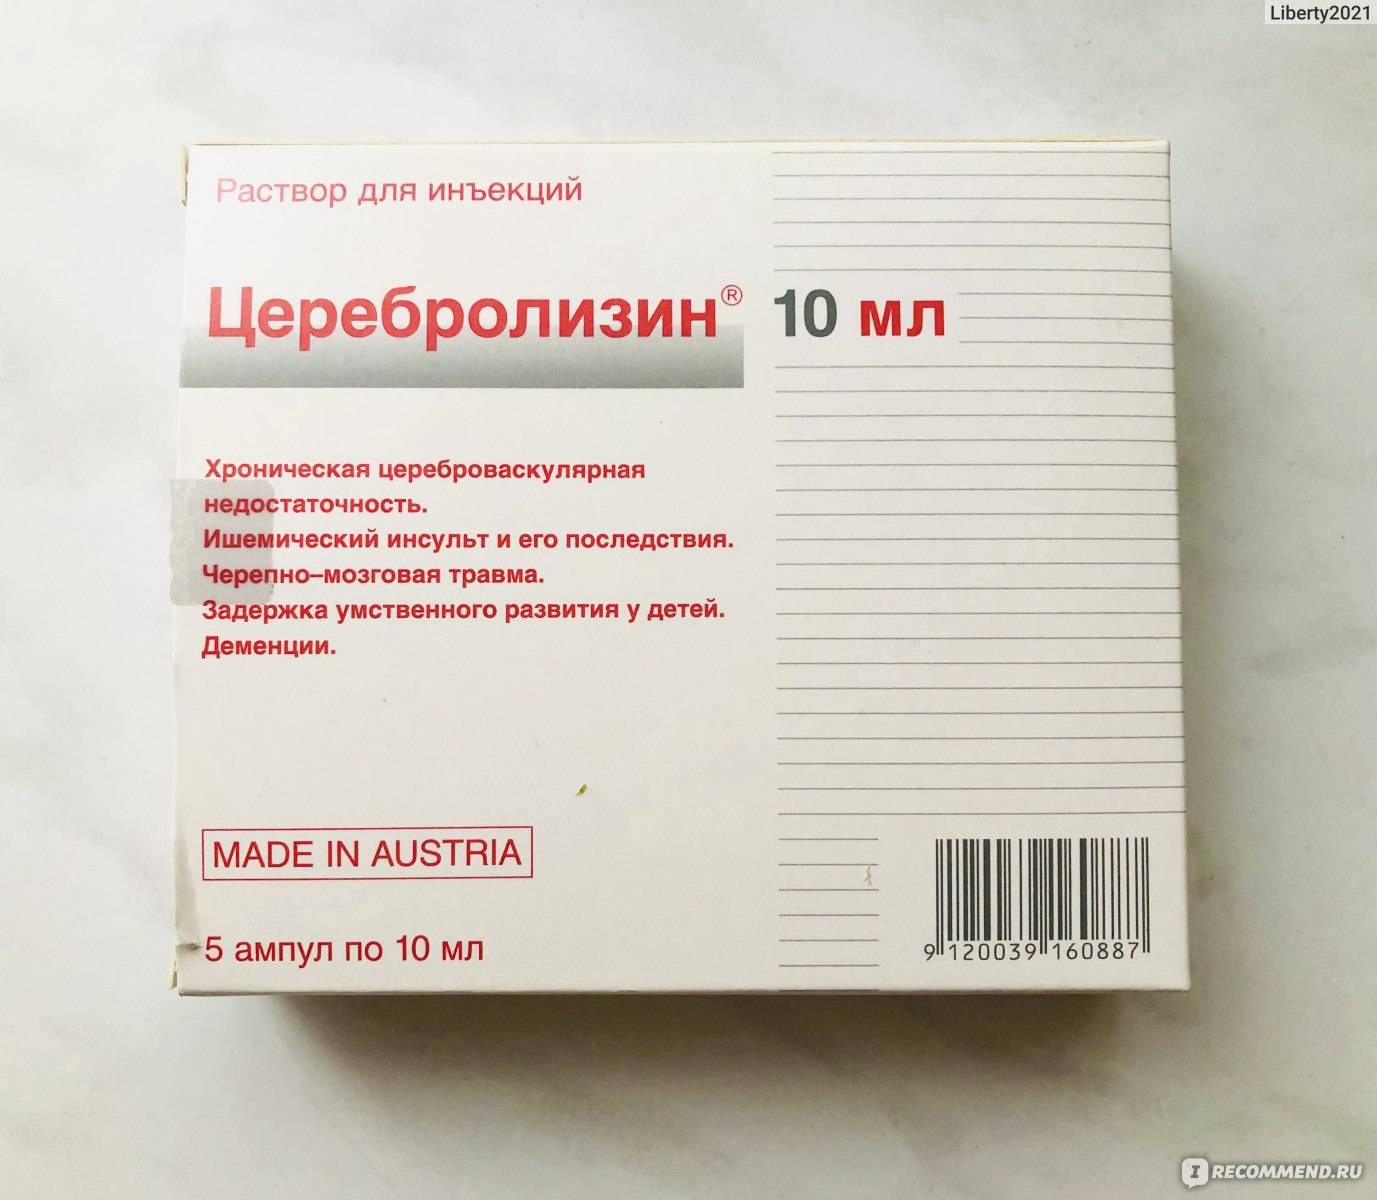 Liberty2021
Раствор для инъекций
Церебролизин® 10 мл
Хроническая цереброваскулярная
недостаточность.
Ишемический инсульт и его последствия.
Черепно–мозговая травма.
Задержка умственного развития у детей.
Деменции.
MADE IN AUSTRIA
5 ампул по 10 мл
9 120039 160887
IRECOMMEND.RU